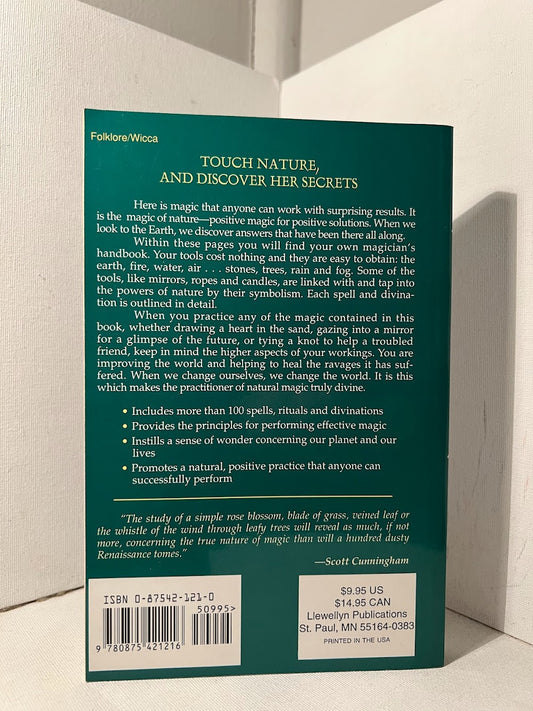 Folklore/Wicca
TOUCH NATURE,
AND DISCOVER HER SECRETS
Here is magic that anyone can work with surprising results. It
is the magic of nature—positive magic for positive solutions. When we
look to the Earth, we discover answers that have been there all along.
Within these pages you will find your own magician's
handbook. Your tools cost nothing and they are easy to obtain: the
earth, fire, water, air . . . stones, trees, rain and fog. Some of the
tools, like mirrors, ropes and candles, are linked with and tap into
the powers of nature by their symbolism. Each spell and divina-
tion is outlined in detail.
When you practice any of the magic contained in this
book, whether drawing a heart in the sand, gazing into a mirror
for a glimpse of the future, or tying a knot to help a troubled
friend, keep in mind the higher aspects of your workings. You are
improving the world and helping to heal the ravages it has suf-
fered. When we change ourselves, we change the world. It is this
which makes the practitioner of natural magic truly divine.
• Includes more than 100 spells, rituals and divinations
• Provides the principles for performing effective magic
• Instills a sense of wonder concerning our planet and our
lives
• Promotes a natural, positive practice that anyone can
successfully perform
"The study of a simple rose blossom, blade of grass, veined leaf or
the whistle of the wind through leafy trees will reveal as much, if not
more, concerning the true nature of magic than will a hundred dusty
Renaissance tomes."
—Scott Cunningham
ISBN 0-87542-121-0
50995>
9 780875 421216
$9.95 US
$14.95 CAN
Llewellyn Publications
St. Paul, MN 55164-0383
PRINTED IN THE USA